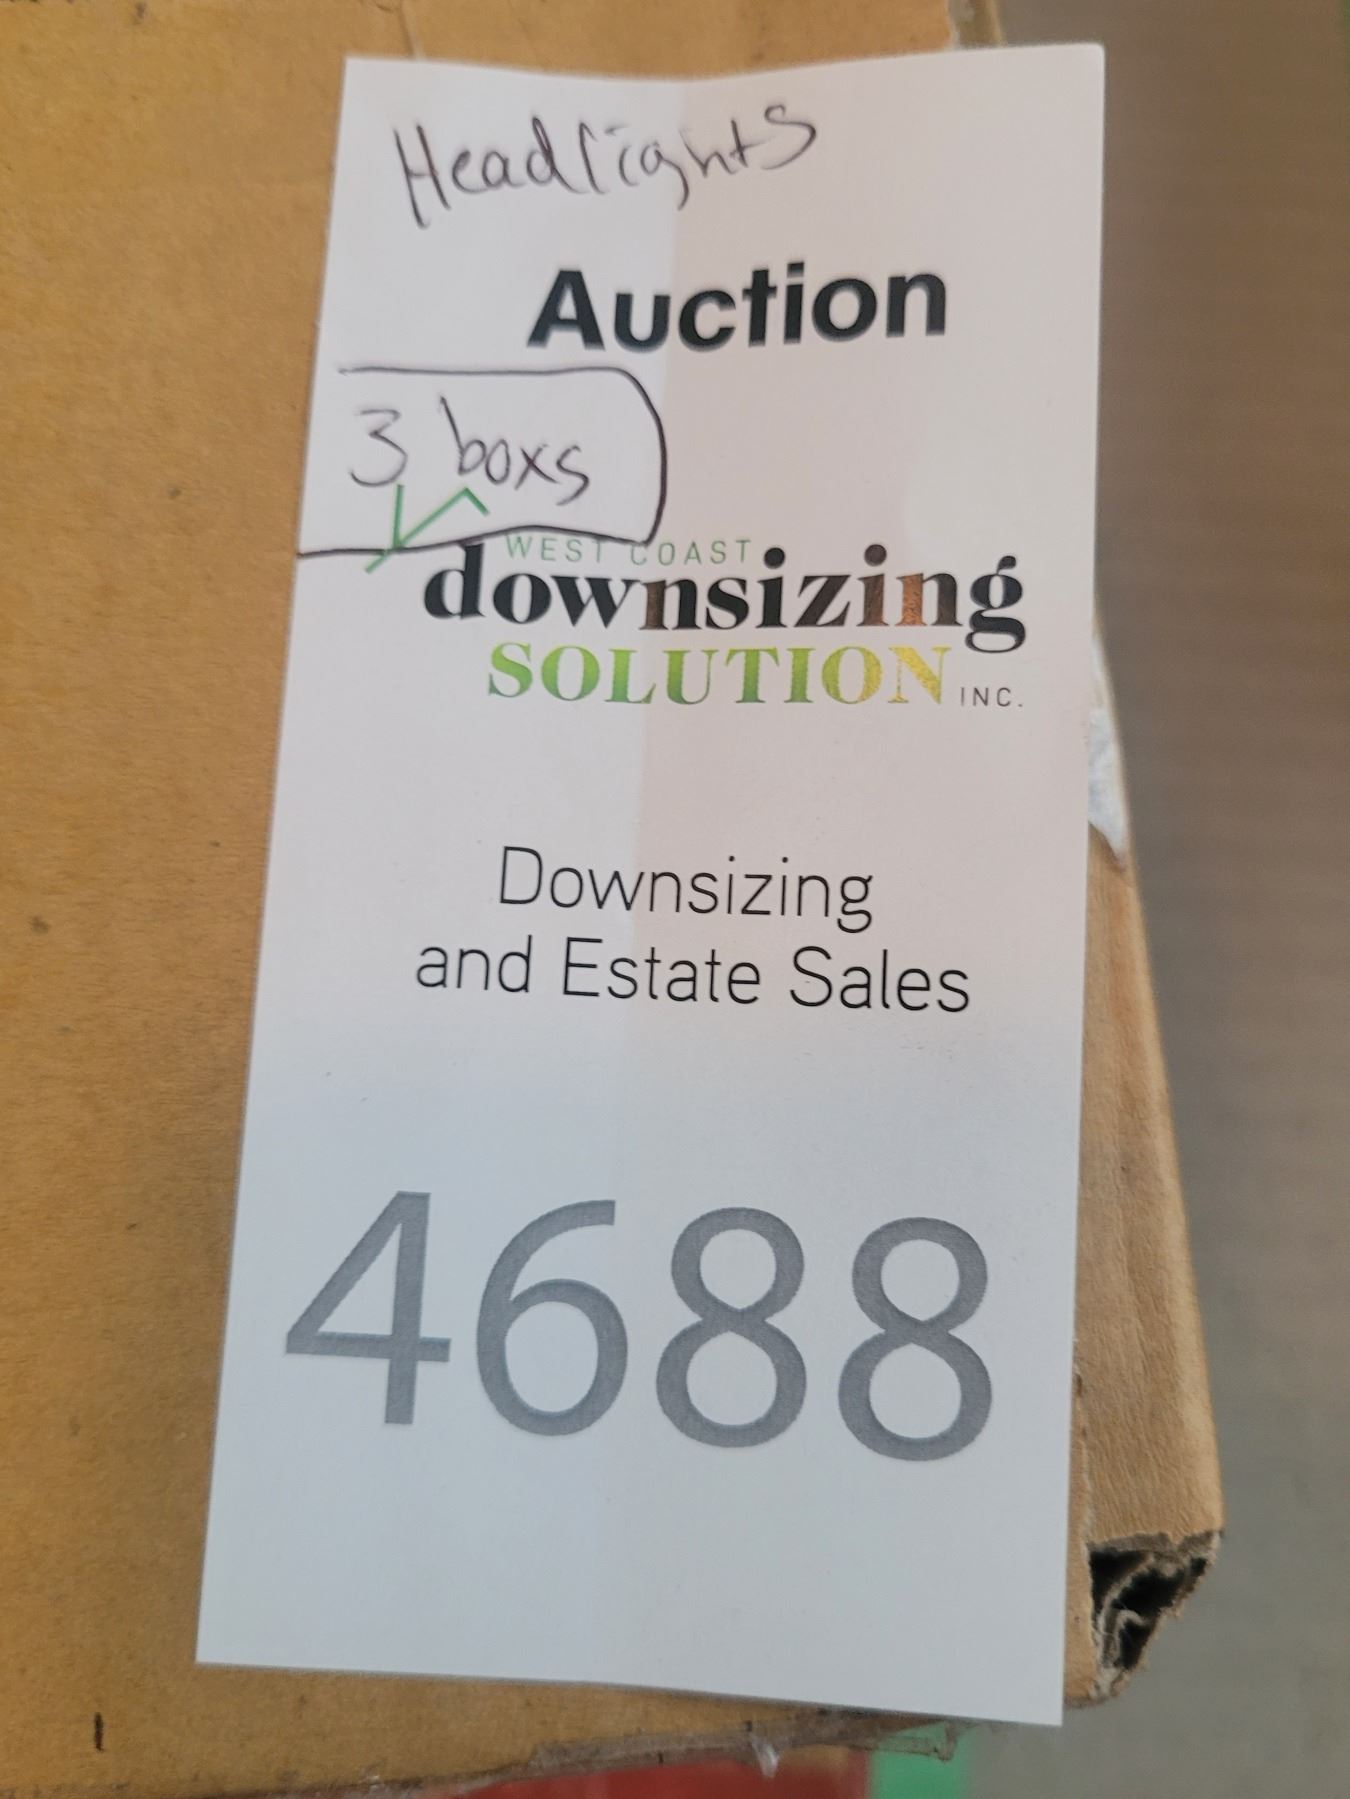 Headlights
Auction
3 boxs
WEST COAST
downsizing
SOLUTION INC.
Downsizing
and Estate Sales
4688